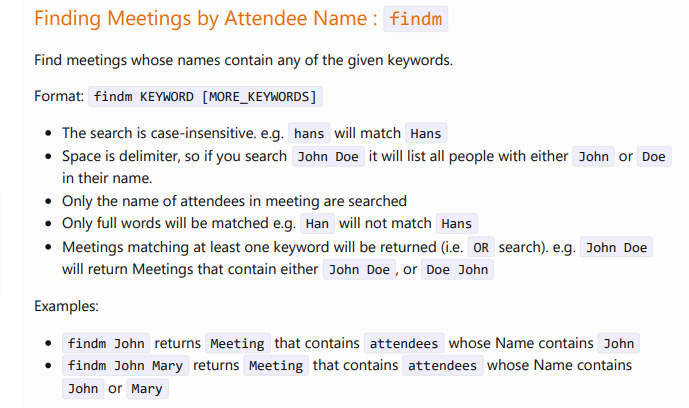 Finding Meetings by Attendee Name : findm
Find meetings whose names contain any of the given keywords.
Format: findm KEYWORD [MORE_KEYWORDS]
• The search is case-insensitive. e.g. hans will match Hans
• Space is delimiter, so if you search John Doe it will list all people with either John or Doe
in their name.
• Only the name of attendees in meeting are searched
• Only full words will be matched e.g. Han will not match Hans
• Meetings matching at least one keyword will be returned (i.e. OR search). e.g. John Doe
will return Meetings that contain either John Doe , or Doe John
Examples:
• findm John returns Meeting that contains attendees whose Name contains John
• findm John Mary returns Meeting that contains attendees whose Name contains
John or Mary